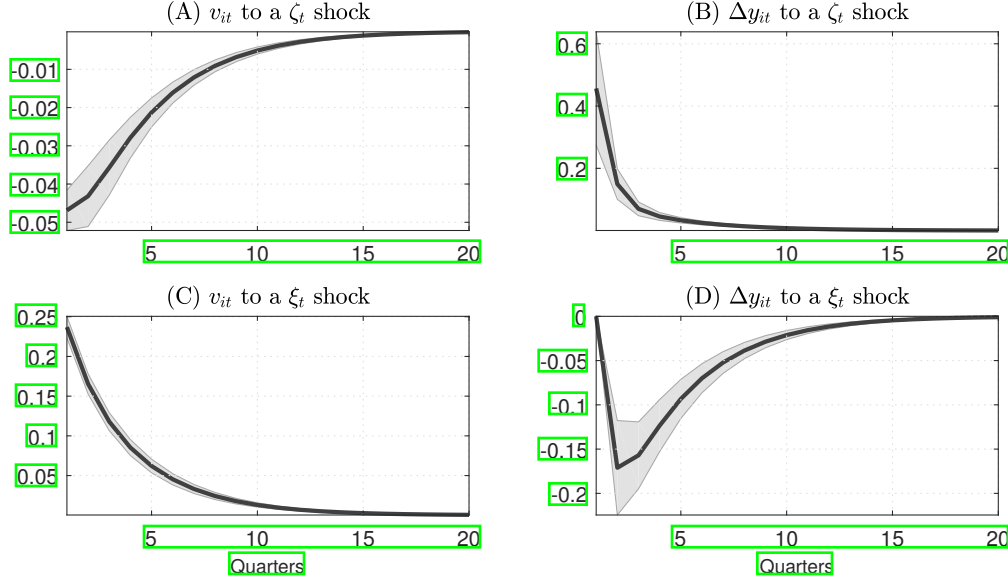 (A) v_it to a ζ_t shock
(B) Δy_it to a ζ_t shock
-0.01
-0.02
-0.03
-0.04
-0.05
5 10 15 20
0.6
0.4
0.2
5 10 15 20
(C) v_it to a ξ_t shock
(D) Δy_it to a ξ_t shock
0.25
0.2
0.15
0.1
0.05
5 10 15 20
Quarters
0
-0.05
-0.1
-0.15
-0.2
5 10 15 20
Quarters